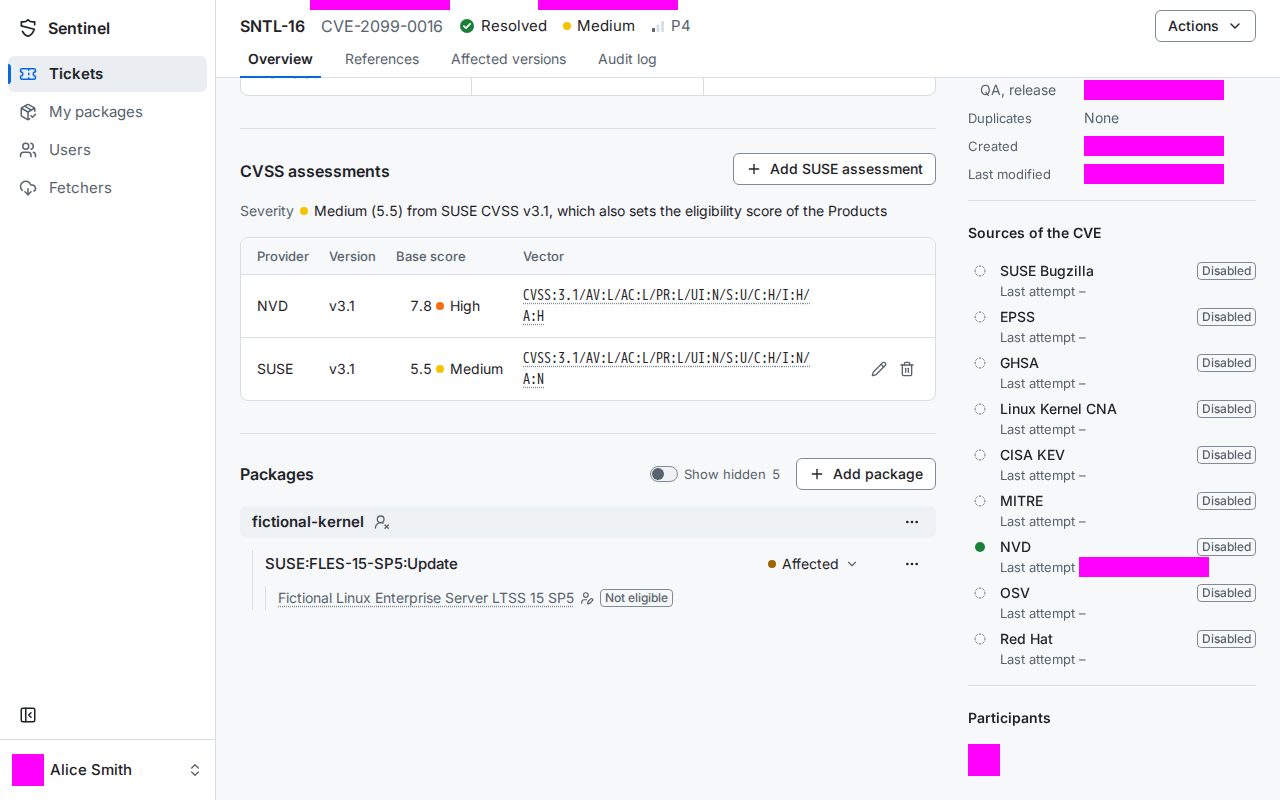 Sentinel
Tickets
My packages
Users
Fetchers
Alice Smith
SNTL-16 CVE-2099-0016 Resolved Medium P4
Actions
Overview References Affected versions Audit log
CVSS assessments
Add SUSE assessment
Severity Medium (5.5) from SUSE CVSS v3.1, which also sets the eligibility score of the Products
Provider Version Base score Vector
NVD v3.1 7.8 High CVSS:3.1/AV:L/AC:L/PR:L/UI:N/S:U/C:H/I:H/
A:H
SUSE v3.1 5.5 Medium CVSS:3.1/AV:L/AC:L/PR:L/UI:N/S:U/C:H/I:N/
A:N
Packages
Show hidden 5
Add package
fictional-kernel
SUSE:FLES-15-SP5:Update Affected
Fictional Linux Enterprise Server LTSS 15 SP5 Not eligible
QA, release
Duplicates None
Created
Last modified
Sources of the CVE
SUSE Bugzilla Disabled
Last attempt –
EPSS Disabled
Last attempt –
GHSA Disabled
Last attempt –
Linux Kernel CNA Disabled
Last attempt –
CISA KEV Disabled
Last attempt –
MITRE Disabled
Last attempt –
NVD Disabled
Last attempt
OSV Disabled
Last attempt –
Red Hat Disabled
Last attempt –
Participants